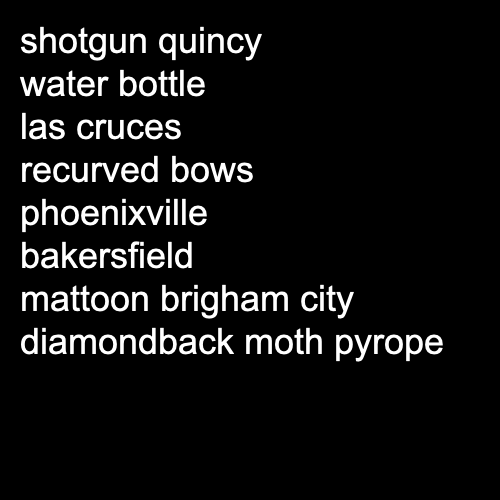 shotgun quincy
water bottle
las cruces
recurved bows
phoenixville
bakersfield
mattoon brigham city
diamondback moth pyrope